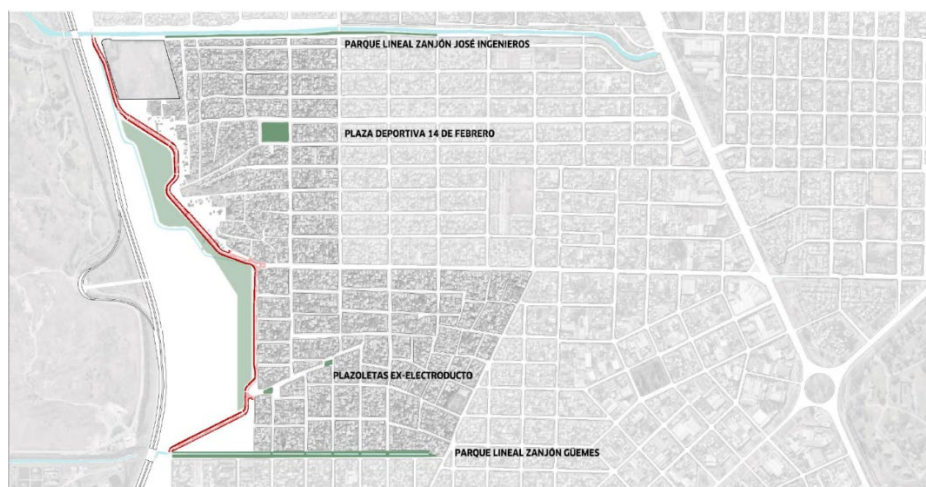 PARQUE LINEAL ZANJÓN JOSÉ INGENIEROS
PLAZA DEPORTIVA 14 DE FEBRERO
PLAZOLETAS EX-ELECTRODUCTO
PARQUE LINEAL ZANJÓN GÜEMES